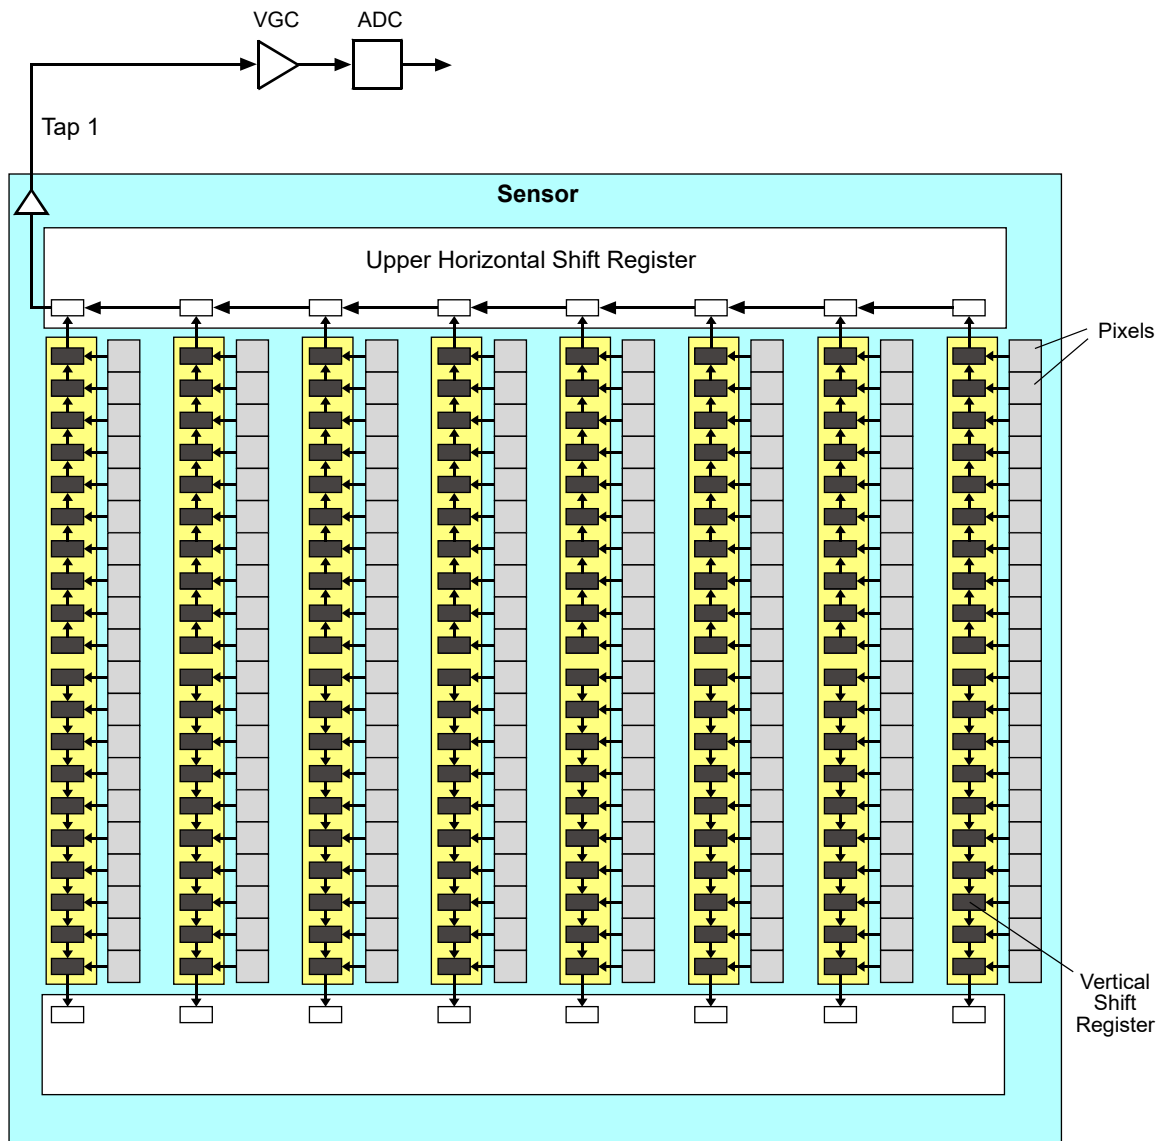 VGC
ADC
Tap 1
Sensor
Upper Horizontal Shift Register
Pixels
Vertical
Shift
Register